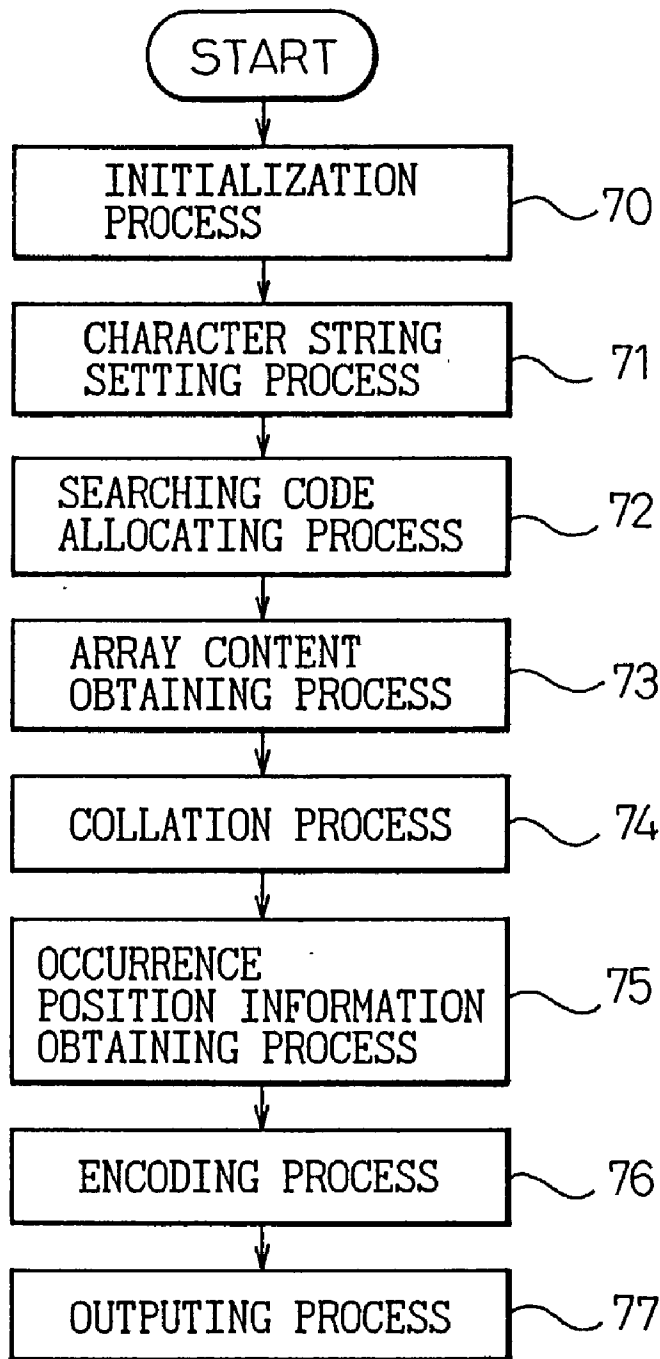 START
INITIALIZATION
PROCESS
70
CHARACTER STRING
SETTING PROCESS
71
SEARCHING CODE
ALLOCATING PROCESS
72
ARRAY CONTENT
OBTAINING PROCESS
73
COLLATION PROCESS
74
OCCURRENCE
POSITION INFORMATION
OBTAINING PROCESS
75
ENCODING PROCESS
76
OUTPUTING PROCESS
77